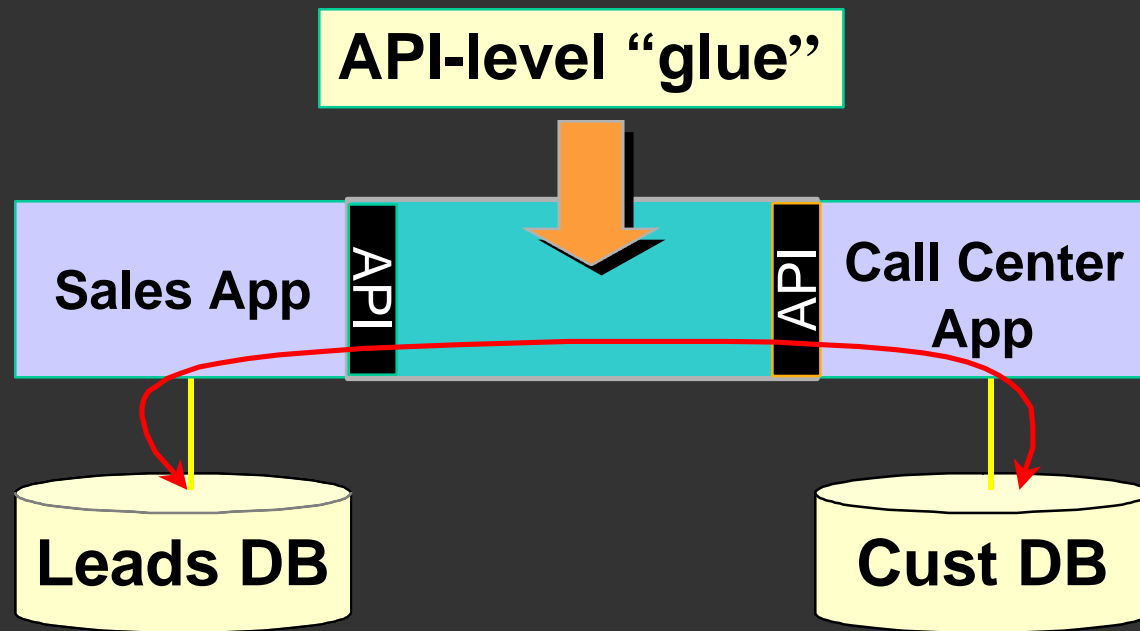 API-level “glue”
Sales App
API
API
Call Center
App
Leads DB
Cust DB